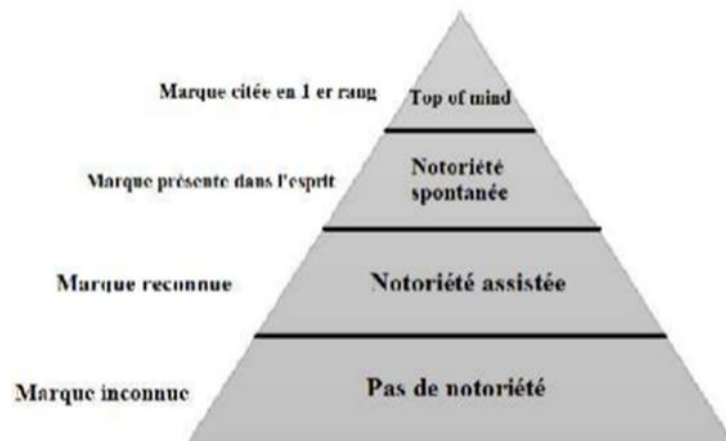 Marque citée en 1 er rang
Top of mind
Marque présente dans l'esprit
Notoriété
spontanée
Marque reconnue
Notoriété assistée
Marque inconnue
Pas de notoriété